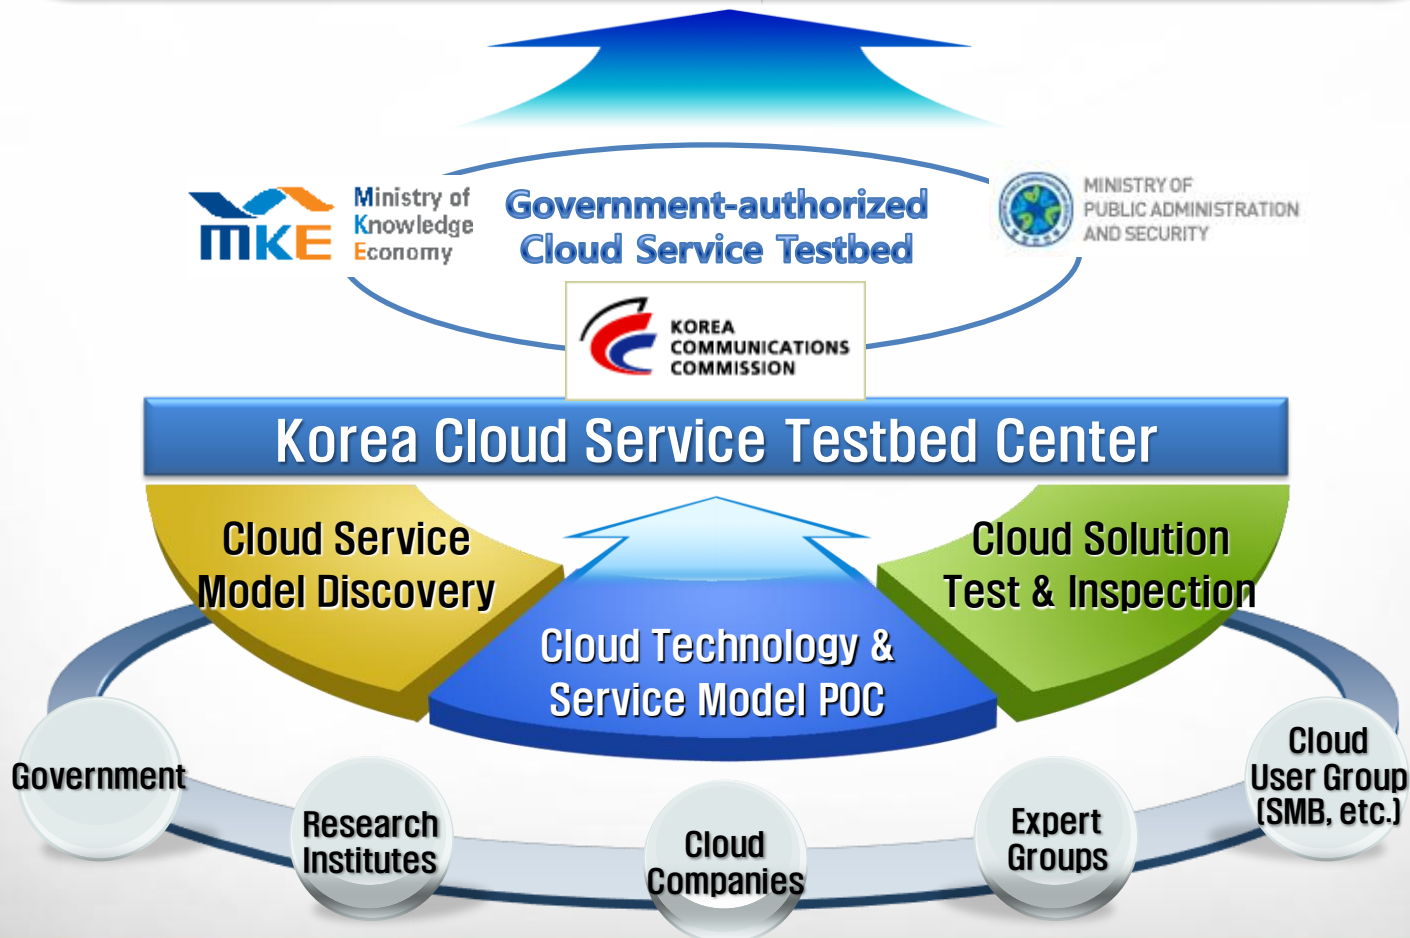 Ministry of
Knowledge
Economy
MKE
Government-authorized
Cloud Service Testbed
MINISTRY OF
PUBLIC ADMINISTRATION
AND SECURITY
KOREA
COMMUNICATIONS
COMMISSION
Korea Cloud Service Testbed Center
Cloud Service
Model Discovery
Cloud Technology &
Service Model POC
Cloud Solution
Test & Inspection
Government
Research
Institutes
Cloud
Companies
Expert
Groups
Cloud
User Group
(SMB, etc.)